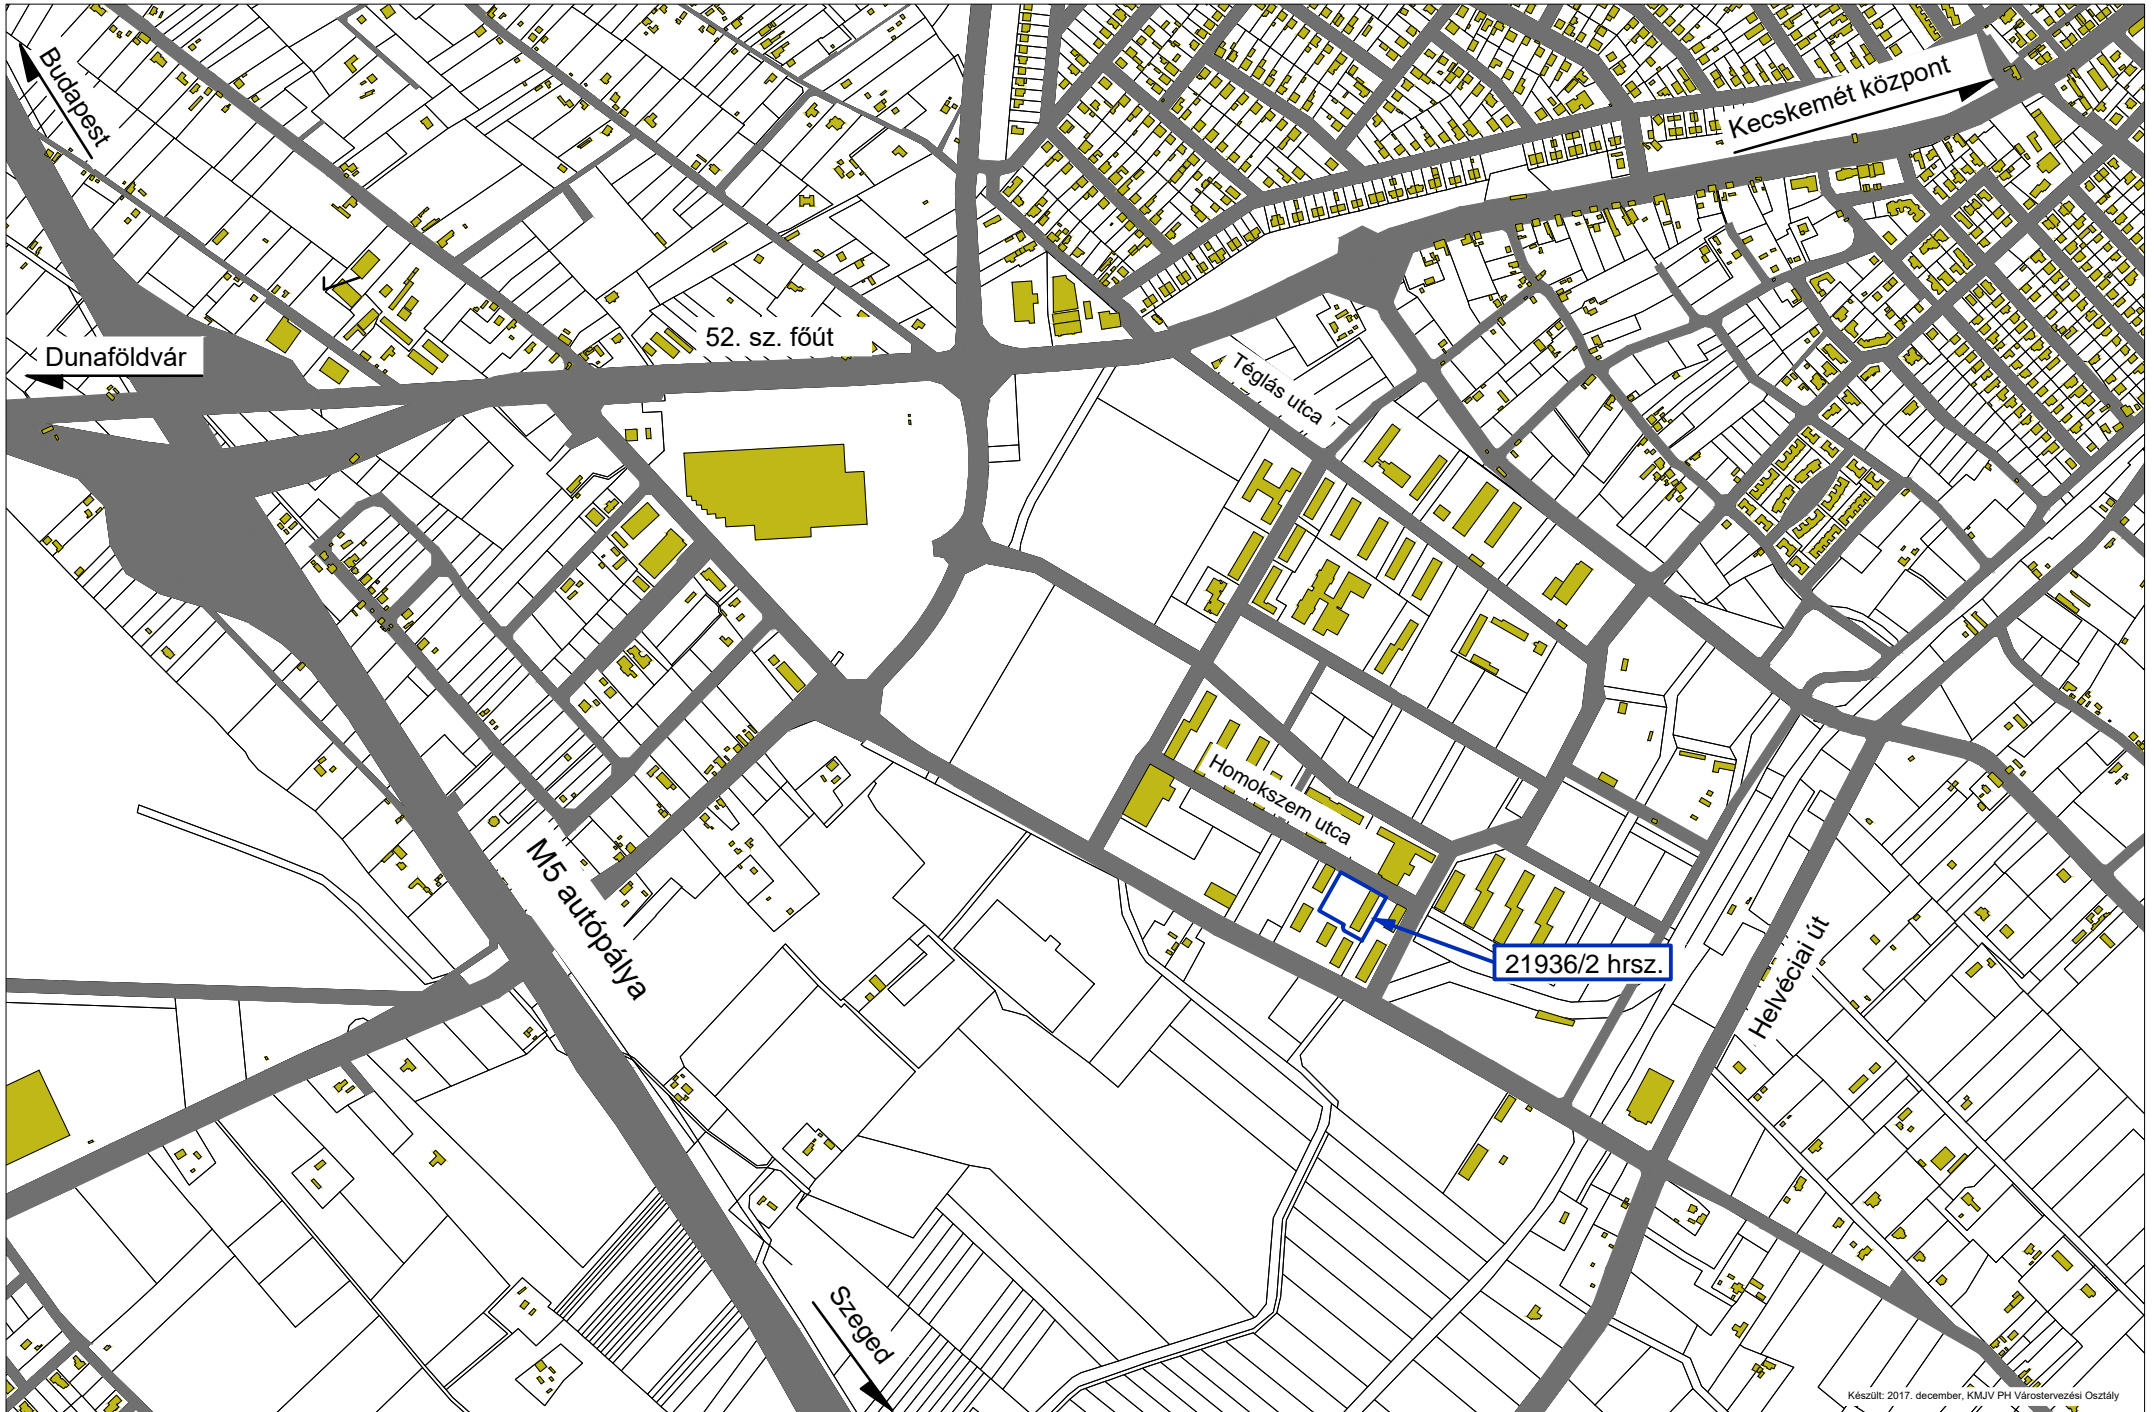 Budapest
Kecskemét központ
52. sz. főút
Dunaföldvár
Téglás utca
Homokszem utca
M5 autópálya
21936/2 hrsz.
Helvéciai út
Szeged
Készült: 2017. december, KMJV PH Várostervezési Osztály